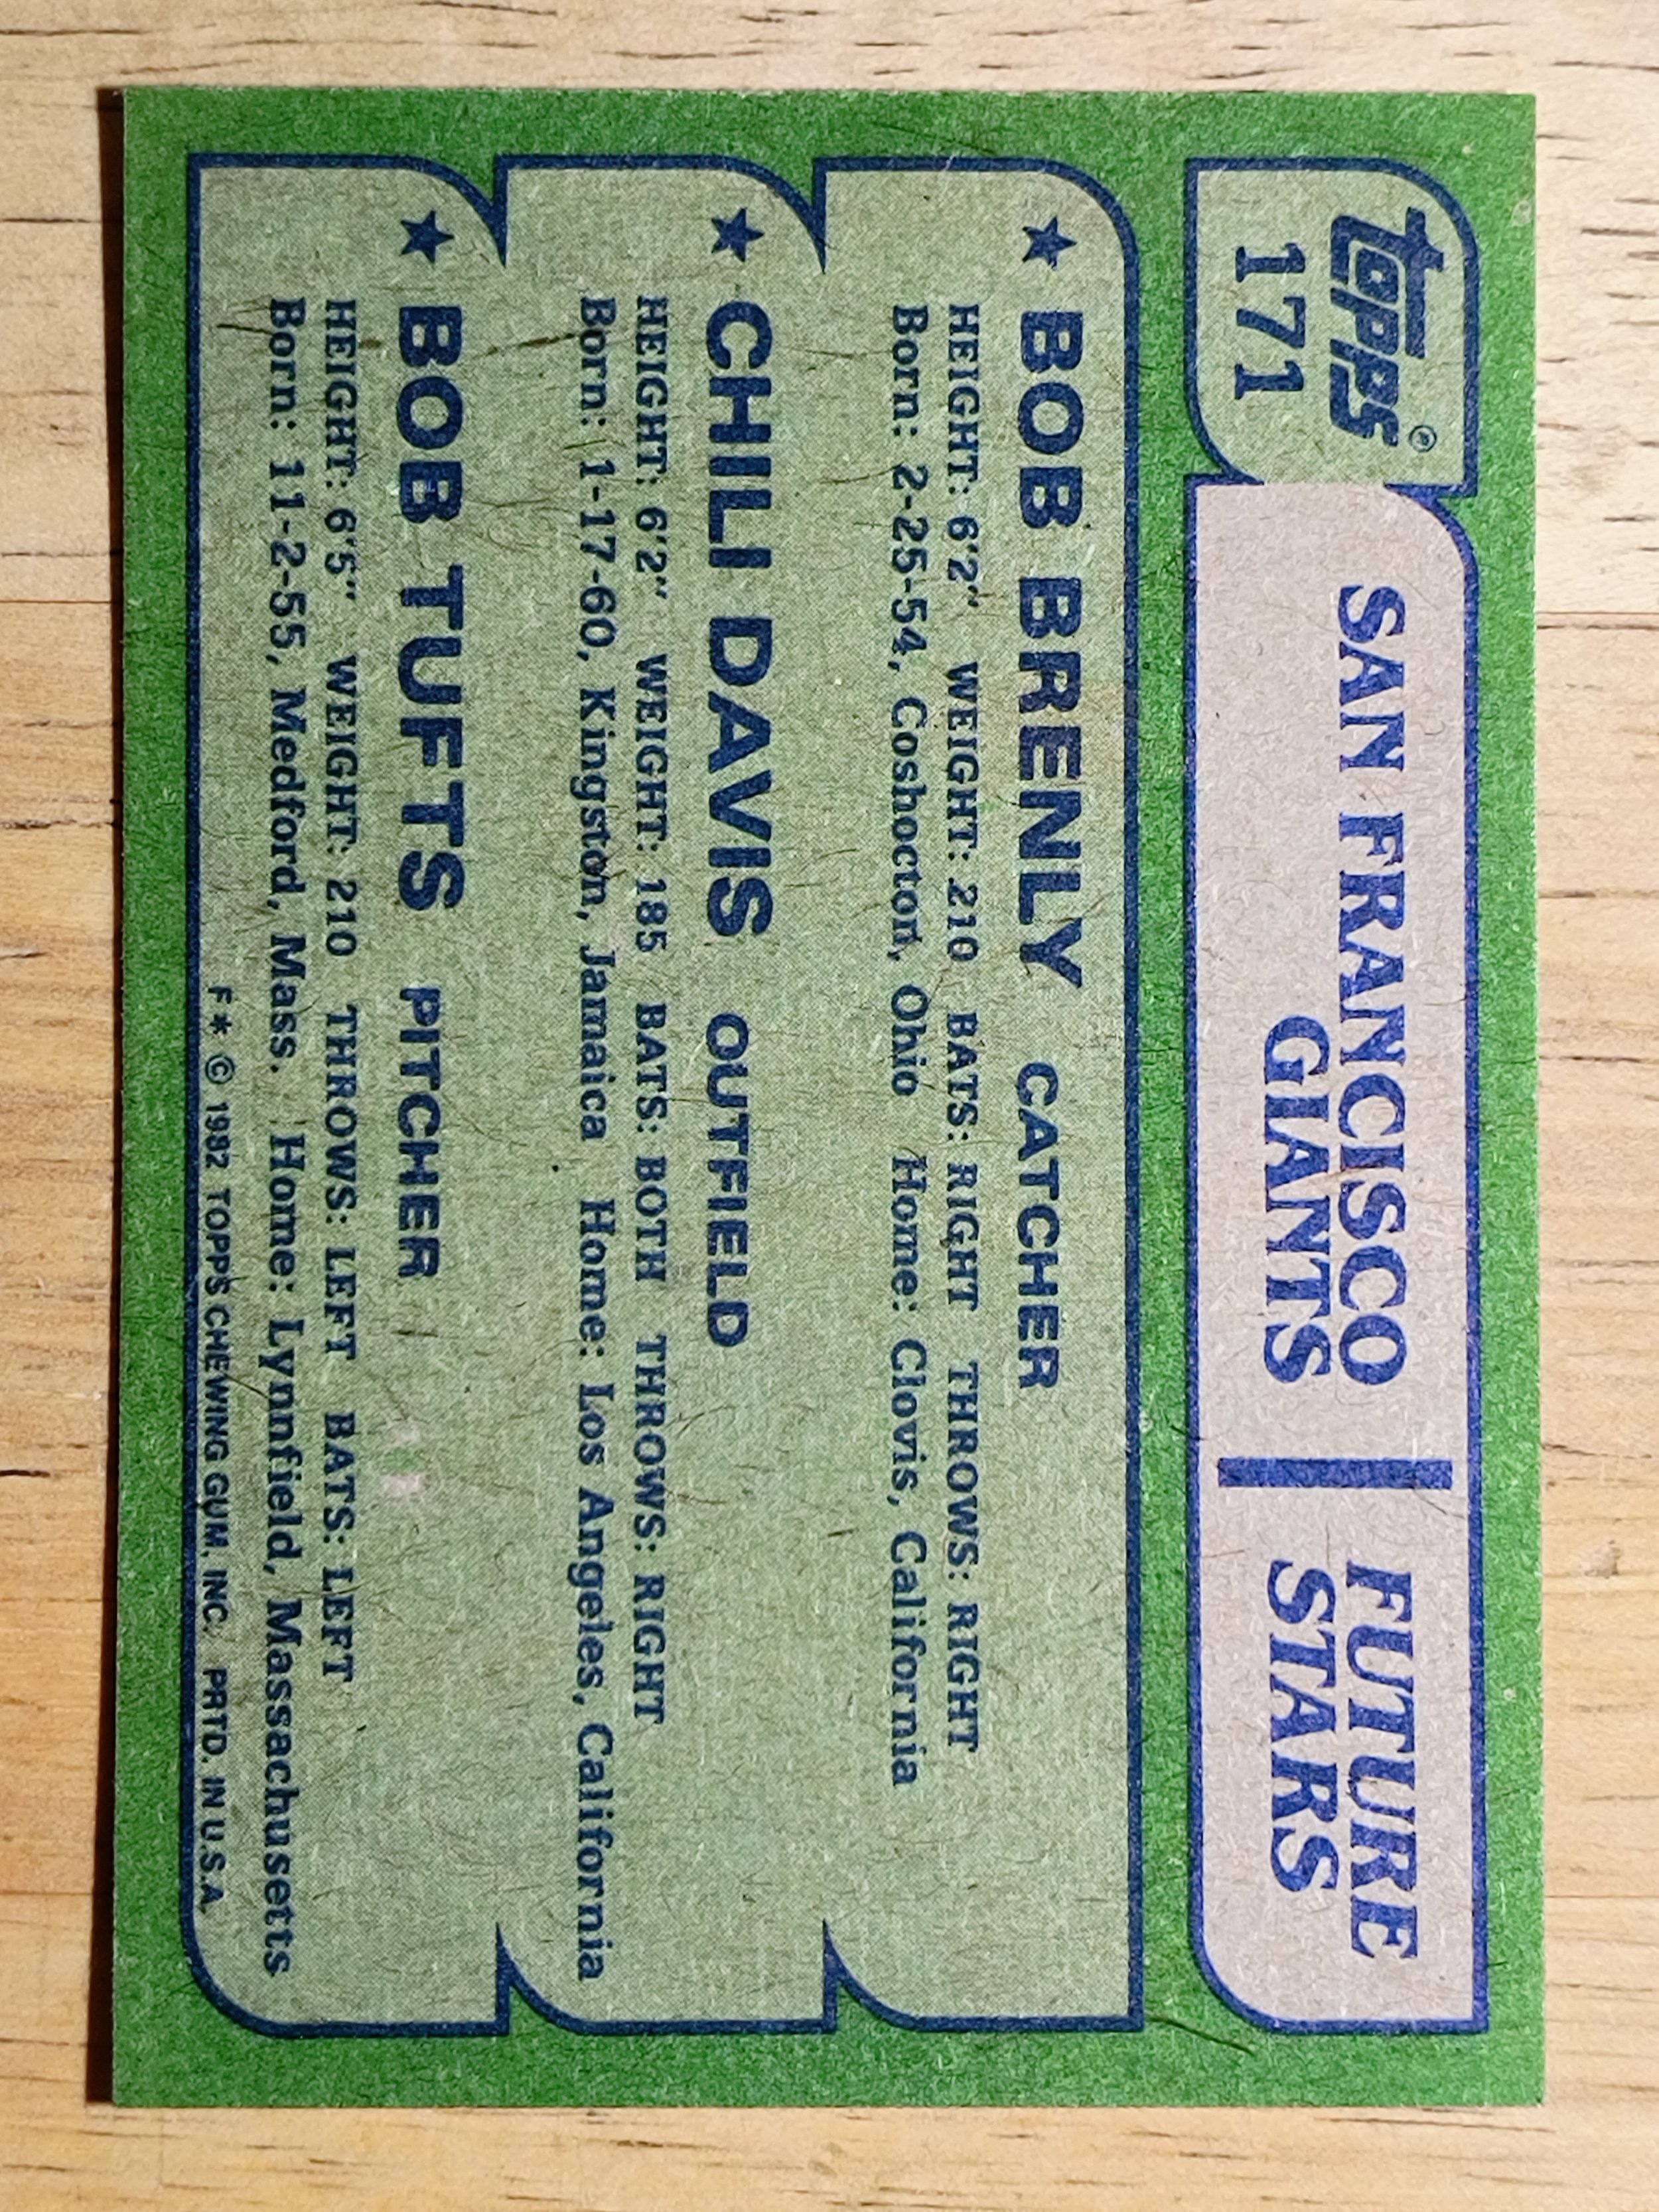 topps®
171
SAN FRANCISCO
GIANTS
FUTURE
STARS
★ BOB BRENLY CATCHER
HEIGHT: 6'2" WEIGHT: 210 BATS: RIGHT THROWS: RIGHT
Born: 2-25-54, Coshocton, Ohio Home: Clovis, California
★ CHILI DAVIS OUTFIELD
HEIGHT: 6'2" WEIGHT: 185 BATS: BOTH THROWS: RIGHT
Born: 1-17-60, Kingston, Jamaica Home: Los Angeles, California
★ BOB TUFTS PITCHER
HEIGHT: 6'5" WEIGHT: 210 THROWS: LEFT BATS: LEFT
Born: 11-2-55, Medford, Mass. Home: Lynnfield, Massachusetts
F* © 1982 TOPPS CHEWING GUM, INC. PRTD. IN U.S.A.